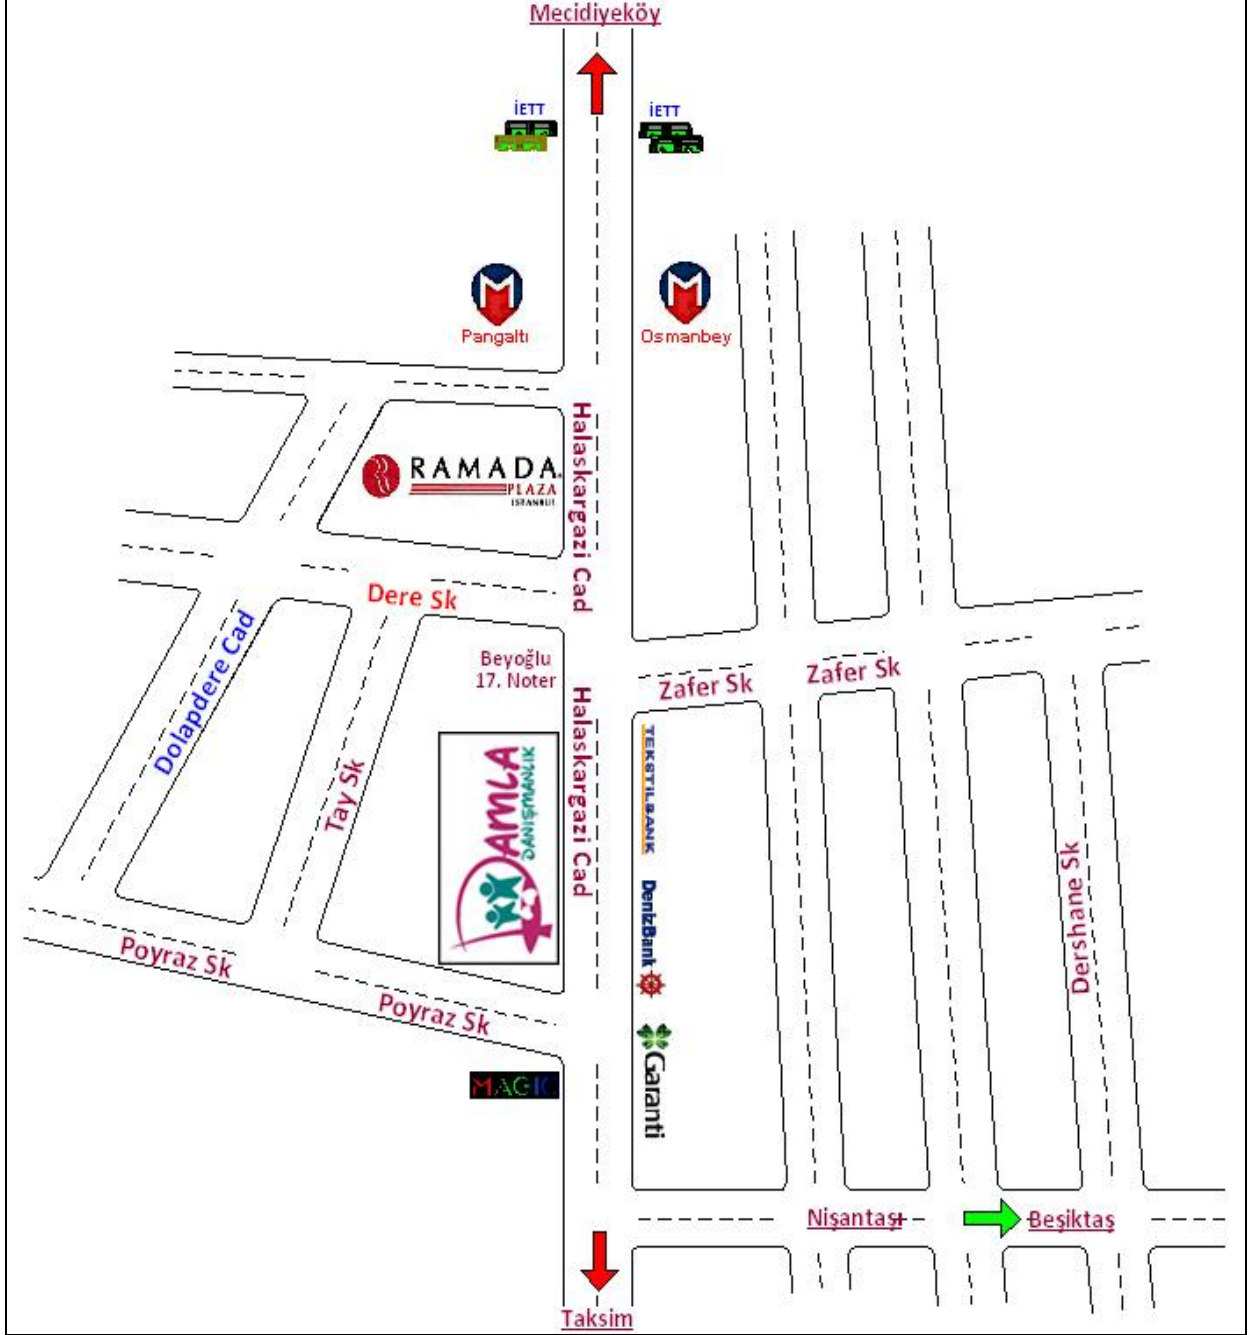 Mecidiyeköy
İETT
İETT
Pangaltı
Osmanbey
RAMADA
PLAZA
ISTANBUL
Halaskargazi Cad
Dere Sk
Dolapdere Cad
Beyoğlu
17. Noter
Zafer Sk
Zafer Sk
Halaskargazi Cad
Tay Sk
DAMLA
DANIŞMANLIK
TEKSTILBANK
DenizBank
Dershane Sk
Poyraz Sk
Poyraz Sk
Garanti
MAGIC
Nişantaşı
Beşiktaş
Taksim